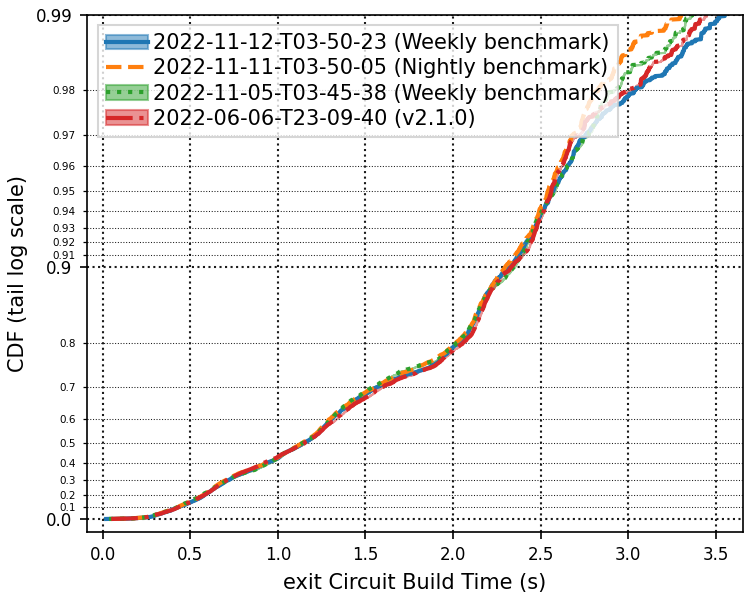 0.99
2022-11-12-T03-50-23 (Weekly benchmark)
2022-11-11-T03-50-05 (Nightly benchmark)
2022-11-05-T03-45-38 (Weekly benchmark)
2022-06-06-T23-09-40 (v2.1.0)
0.98
0.97
0.96
0.95
0.94
0.93
0.92
0.91
0.9
0.8
0.7
0.6
0.5
0.4
0.3
0.2
0.1
0.0
CDF (tail log scale)
0.0 0.5 1.0 1.5 2.0 2.5 3.0 3.5
exit Circuit Build Time (s)